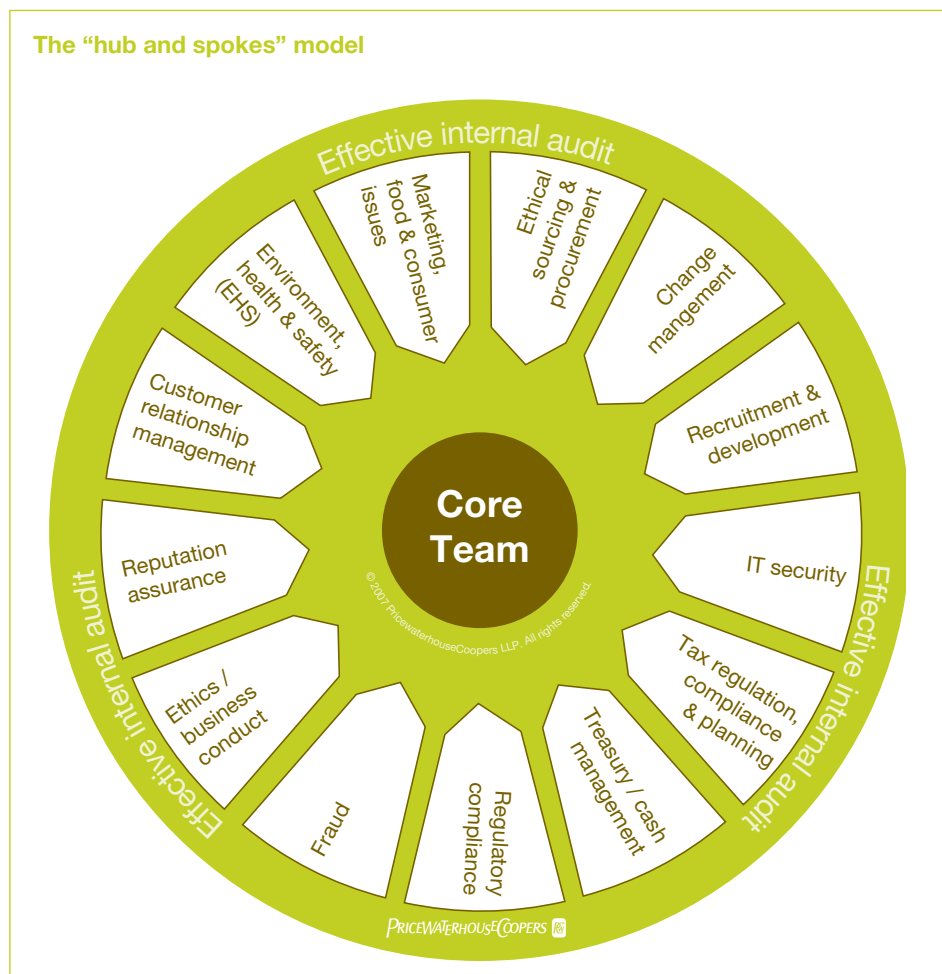 The “hub and spokes” model
Effective internal audit
Marketing,
food & consumer
issues
Ethical
sourcing &
procurement
Change
mangement
Recruitment &
development
IT security
Tax regulation,
compliance
& planning
Treasury / cash
management
Regulatory
compliance
Fraud
Ethics /
business
conduct
Reputation
assurance
Customer
relationship
management
Environment,
health & safety
(EHS)
Effective internal audit
Effective internal audit
Core
Team
© 2007 PricewaterhouseCoopers LLP. All rights reserved.
PRICEWATERHOUSECOOPERS